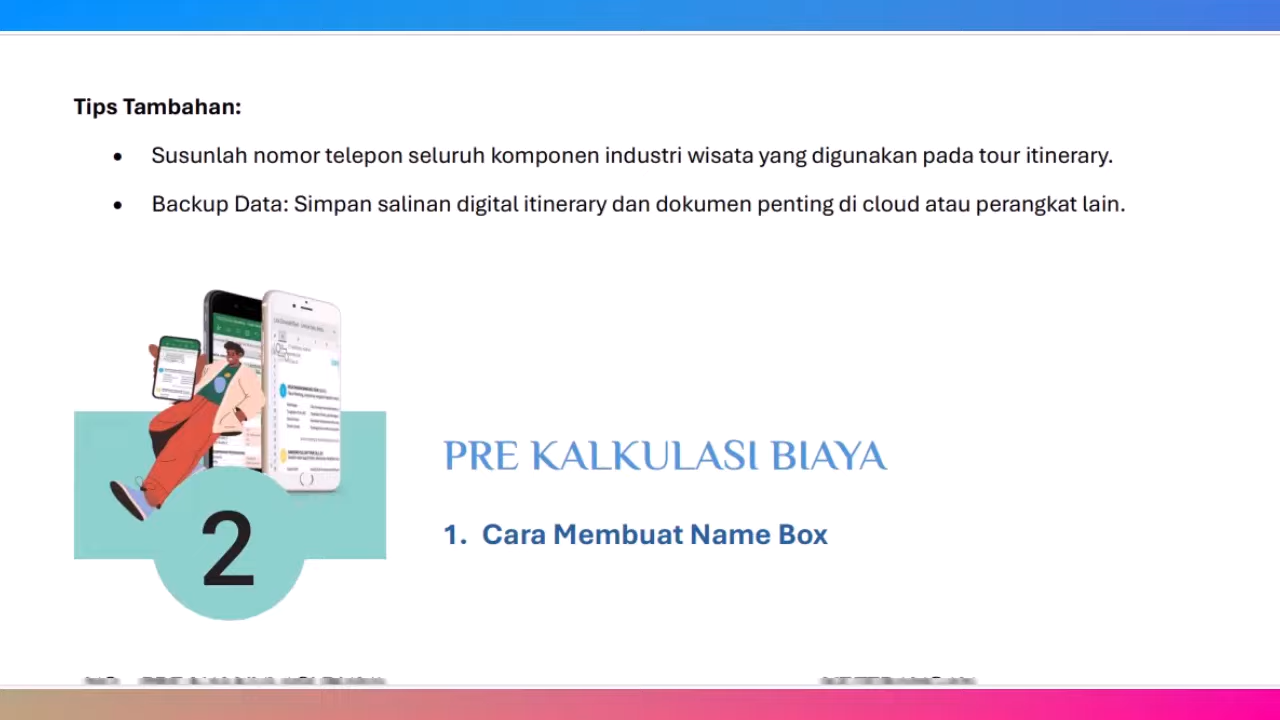 Tips Tambahan:
• Susunlah nomor telepon seluruh komponen industri wisata yang digunakan pada tour itinerary.
• Backup Data: Simpan salinan digital itinerary dan dokumen penting di cloud atau perangkat lain.
PRE KALKULASI BIAYA
2
1. Cara Membuat Name Box